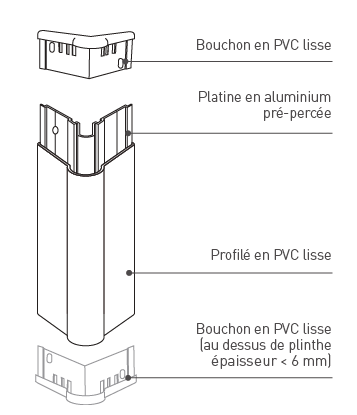 Bouchon en PVC lisse
Platine en aluminium
pré-percée
Profilé en PVC lisse
Bouchon en PVC lisse
(au dessus de plinthe
épaisseur < 6 mm)